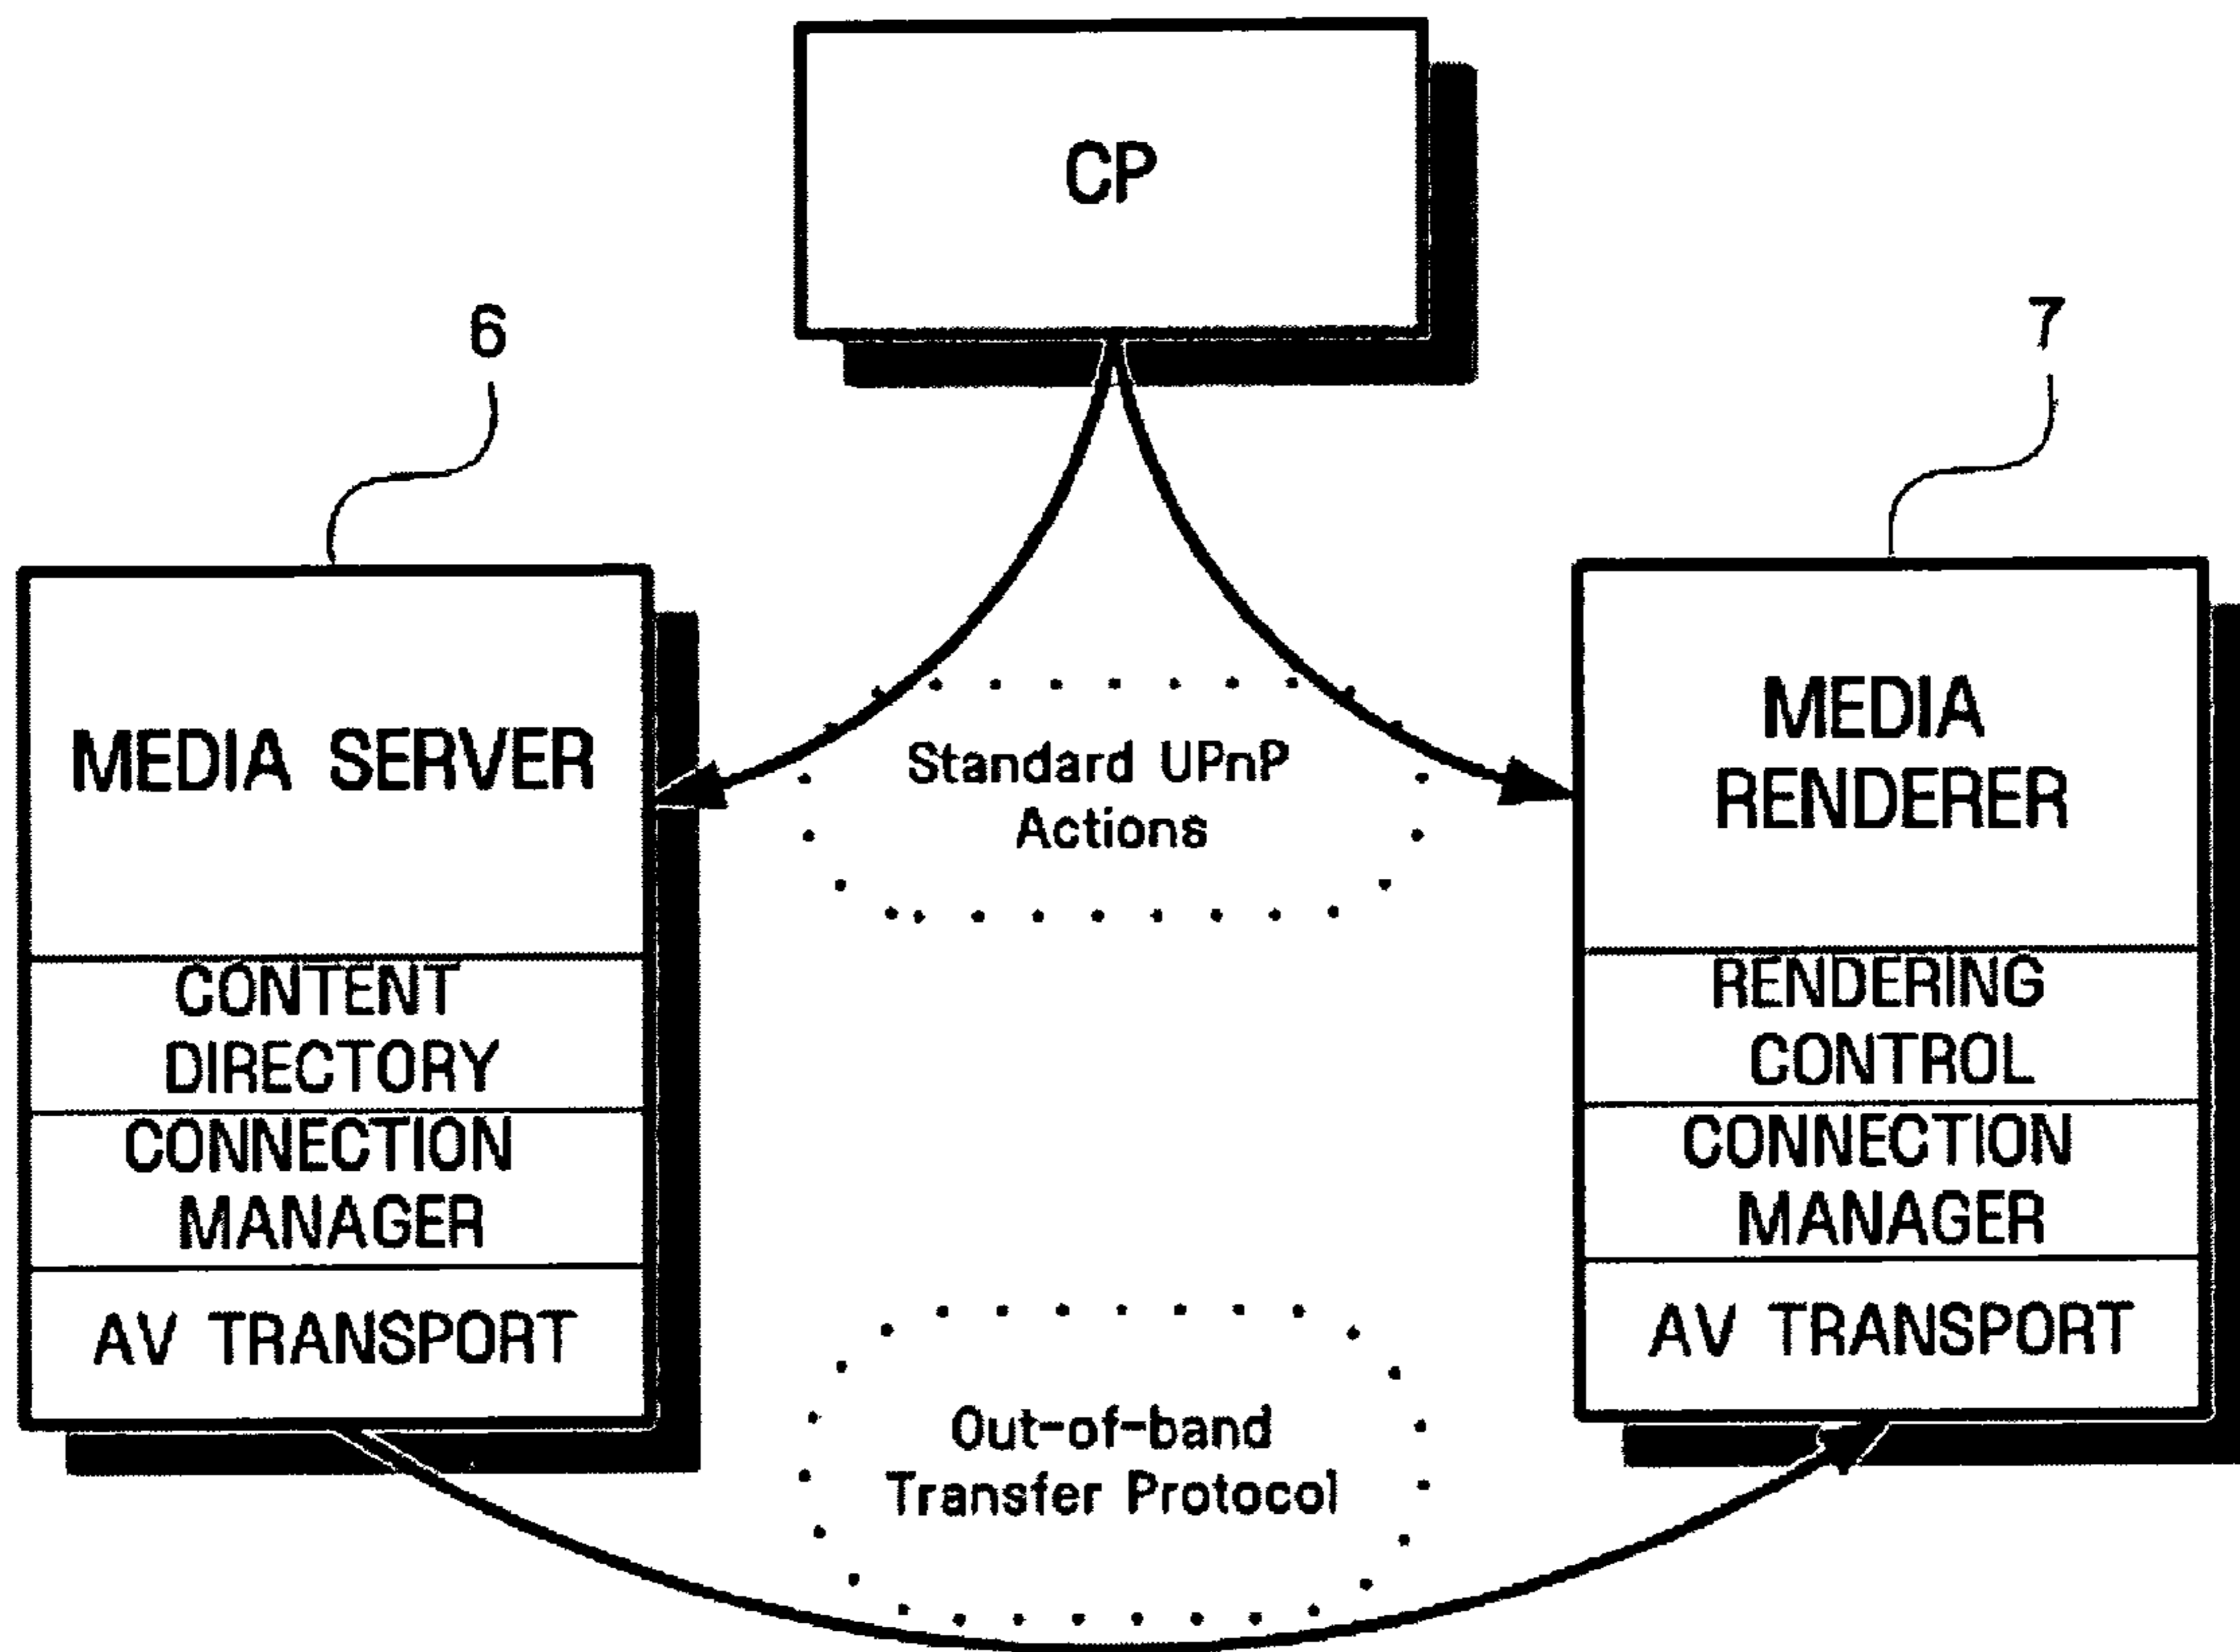 CP
6
7
MEDIA SERVER
CONTENT
DIRECTORY
CONNECTION
MANAGER
AV TRANSPORT
Standard UPnP
Actions
Out-of-band
Transfer Protocol
MEDIA
RENDERER
RENDERING
CONTROL
CONNECTION
MANAGER
AV TRANSPORT